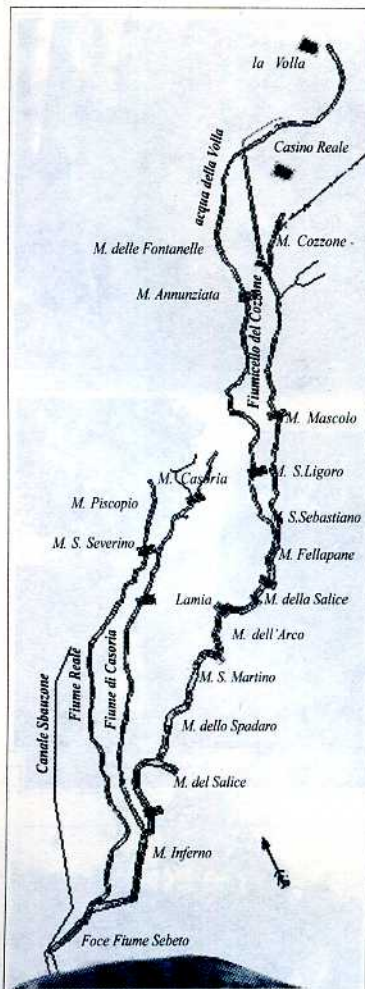 la Volla
Casino Reale
acqua della Volla
M. Cozzone -
M. delle Fontanelle
M. Annunziata
Fiumicello del Cozzone
M. Mascolo
M. Casoria
M. S.Ligoro
M. Piscopio
S.Sebastiano
M. S. Severino
M. Fellapane
Lamia
M. della Salice
M. dell'Arco
Fiume Reale
Fiume di Casoria
Canale Sbauzone
M. S. Martino
M. dello Spadaro
M. del Salice
M. Inferno
Foce Fiume Sebeto